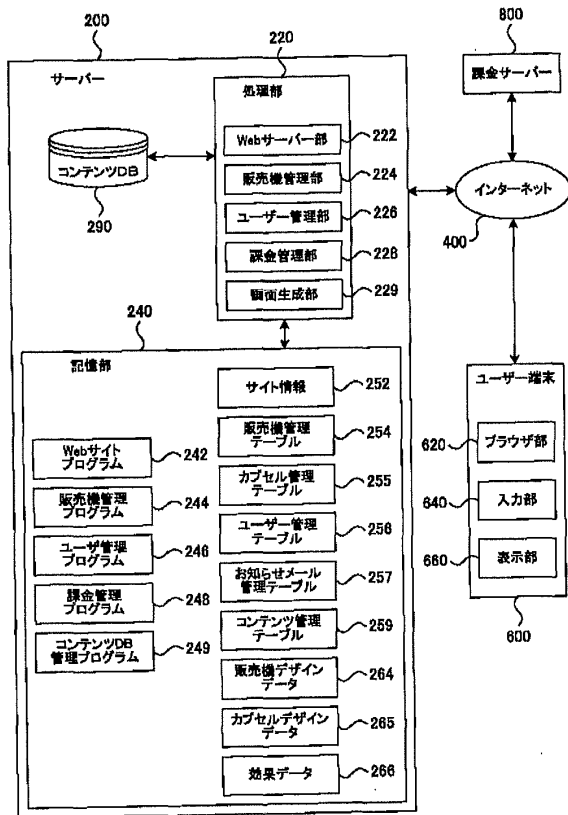 200
サーバー
220
処理部
Webサーバー部
222
販売機管理部
224
ユーザー管理部
226
課金管理部
228
画面生成部
229
コンテンツDB
290
800
課金サーバー
インターネット
400
240
記憶部
Webサイト
プログラム
242
販売機管理
プログラム
244
ユーザ管理
プログラム
246
課金管理
プログラム
248
コンテンツDB
管理プログラム
249
サイト情報
252
販売機管理
テーブル
254
カプセル管理
テーブル
255
ユーザー管理
テーブル
256
お知らせメール
管理テーブル
257
コンテンツ管理
テーブル
259
販売機デザイン
データ
264
カプセルデザイン
データ
265
効果データ
266
ユーザー端末
620
ブラウザ部
640
入力部
660
表示部
600